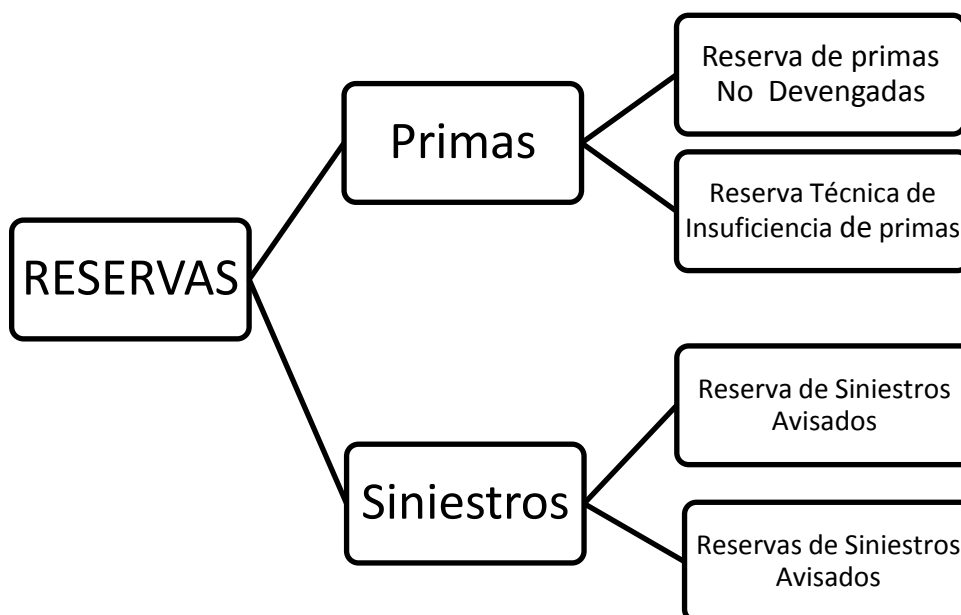 RESERVAS
Primas
Reserva de primas
No Devengadas
Reserva Técnica de
Insuficiencia de primas
Siniestros
Reserva de Siniestros
Avisados
Reservas de Siniestros
Avisados